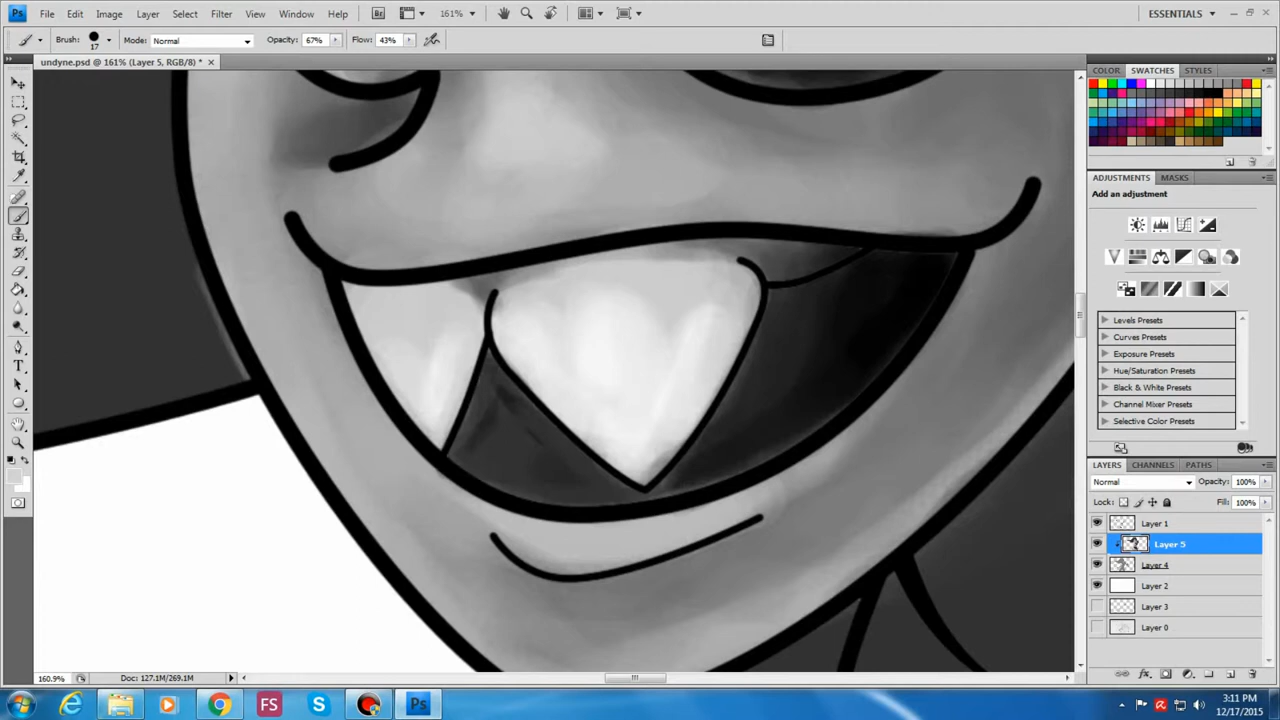 Ps File Edit Image Layer Select Filter View Window Help Br 161% ESSENTIALS
Brush: 17 Mode: Normal Opacity: 67% Flow: 43%
undyne.psd @ 161% (Layer 5, RGB/8) * ×
COLOR SWATCHES STYLES
ADJUSTMENTS MASKS
Add an adjustment
Levels Presets
Curves Presets
Exposure Presets
Hue/Saturation Presets
Black & White Presets
Channel Mixer Presets
Selective Color Presets
LAYERS CHANNELS PATHS
Normal Opacity: 100%
Lock: Fill: 100%
Layer 1
Layer 5
Layer 4
Layer 2
Layer 3
Layer 0
160.9% Doc: 127.1M/269.1M
FS Ps
3:11 PM
12/17/2015